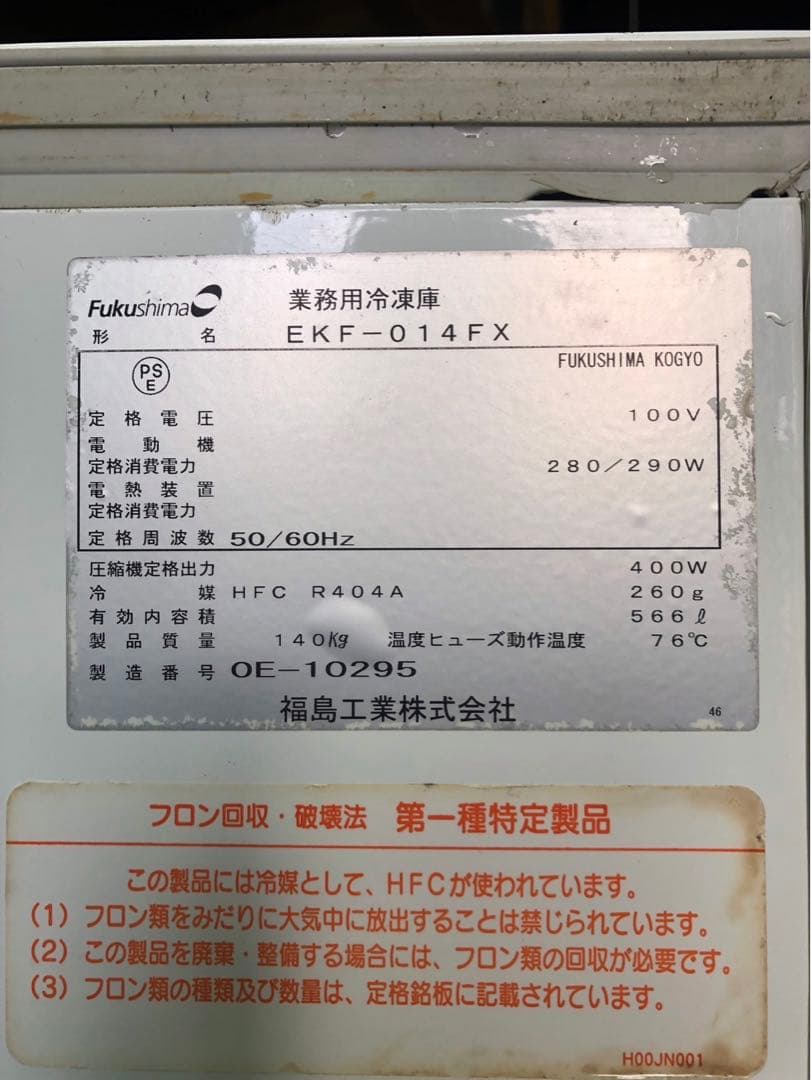 Fukushima 業務用冷凍庫
形名 EKF-014FX
PS E FUKUSHIMA KOGYO
定格電圧 100V
電動機
定格消費電力 280/290W
電熱装置
定格消費電力
定格周波数 50/60Hz
圧縮機定格出力 400W
冷媒 HFC R404A 260g
有効内容積 566ℓ
製品質量 140kg 温度ヒューズ動作温度 76℃
製造番号 0E-10295
福島工業株式会社 46
フロン回収・破壊法 第一種特定製品
この製品には冷媒として、HFCが使われています。
(1) フロン類をみだりに大気中に放出することは禁じられています。
(2) この製品を廃棄・整備する場合には、フロン類の回収が必要です。
(3) フロン類の種類及び数量は、定格銘板に記載されています。
H00JN001